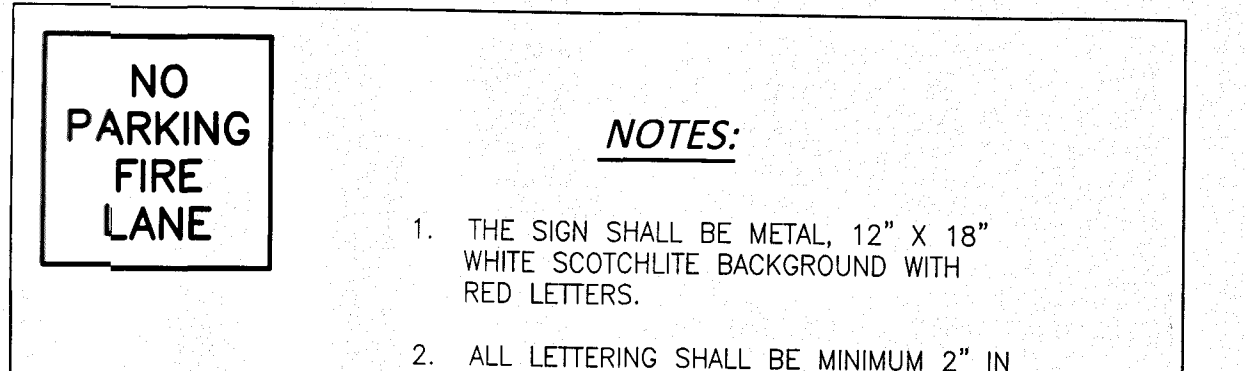 NO
PARKING
FIRE
LANE
NOTES:
1. THE SIGN SHALL BE METAL, 12" X 18"
WHITE SCOTCHLITE BACKGROUND WITH
RED LETTERS.
2. ALL LETTERING SHALL BE MINIMUM 2" IN